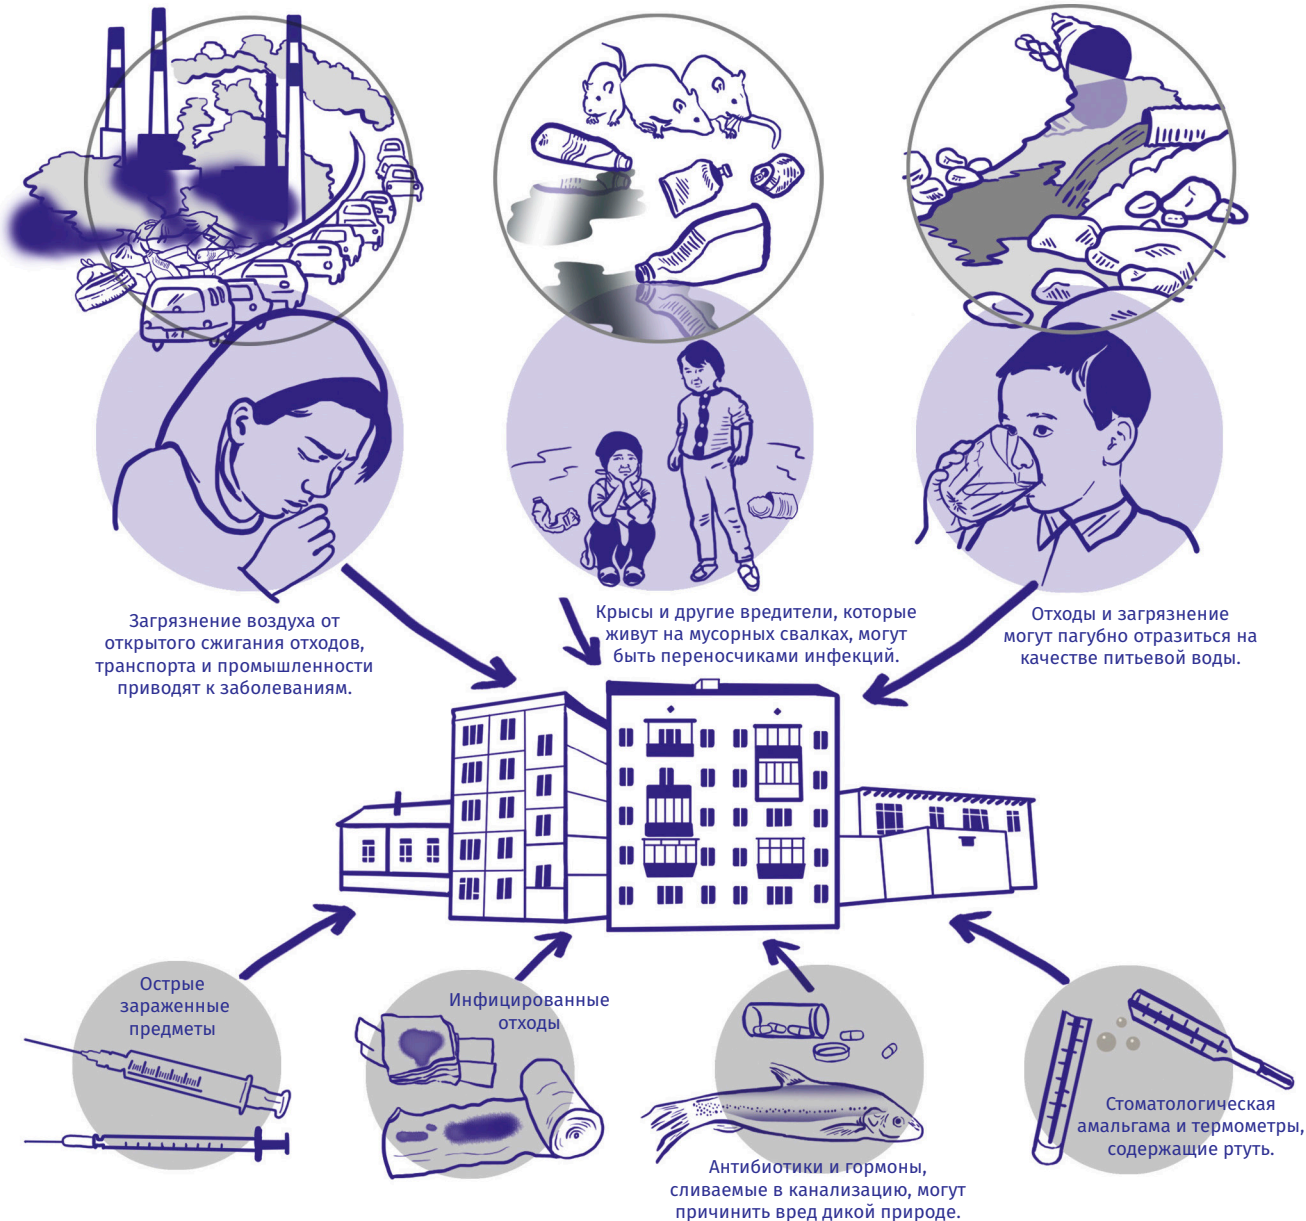 Загрязнение воздуха от
открытого сжигания отходов,
транспорта и промышленности
приводят к заболеваниям.
Крысы и другие вредители, которые
живут на мусорных свалках, могут
быть переносчиками инфекций.
Отходы и загрязнение
могут пагубно отразиться на
качестве питьевой воды.
Острые
зараженные
предметы
Инфицированные
отходы
Антибиотики и гормоны,
сливаемые в канализацию, могут
причинить вред дикой природе.
Стоматологическая
амальгама и термометры,
содержащие ртуть.